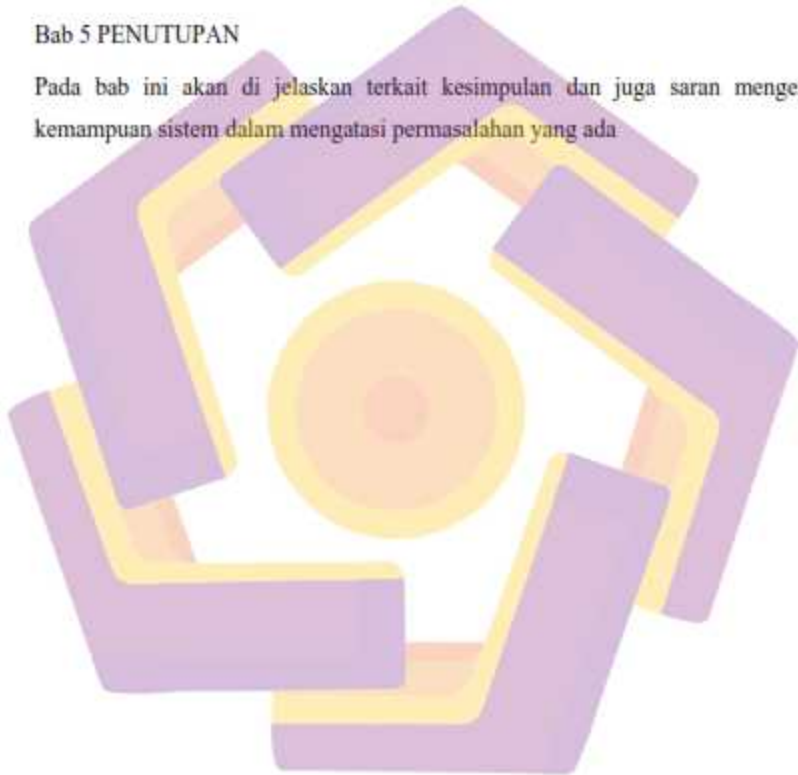 Bab 5 PENUTUPAN
Pada bab ini akan di jelaskan terkait kesimpulan dan juga saran menge
kemampuan sistem dalam mengatasi permasalahan yang ada